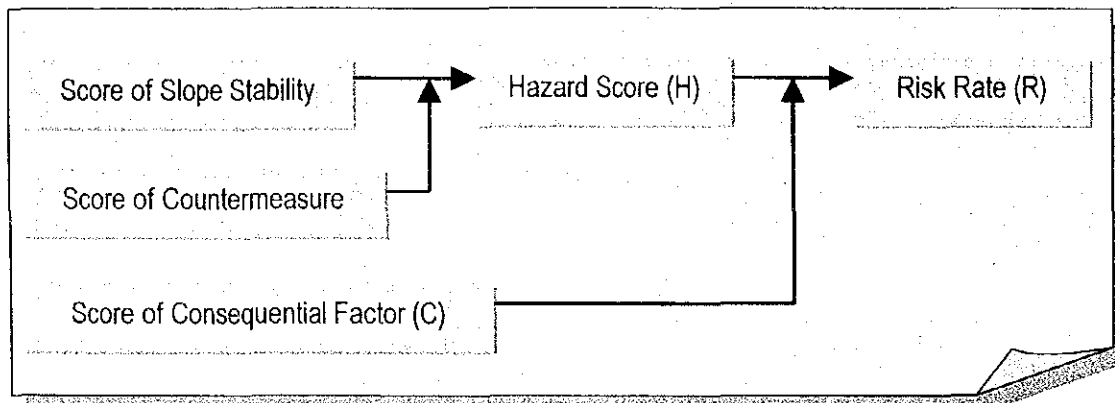 Score of Slope Stability
Hazard Score (H)
Risk Rate (R)
Score of Countermeasure
Score of Consequential Factor (C)